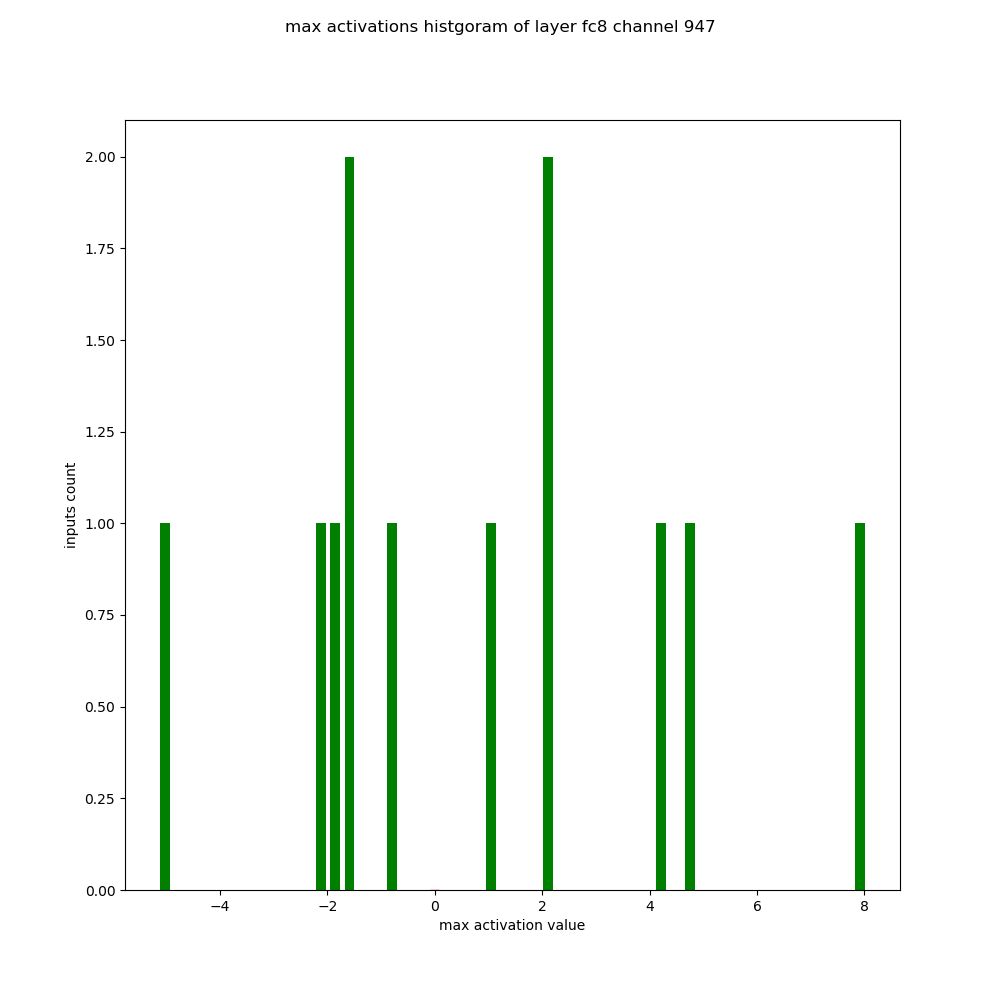 max activations histgoram of layer fc8 channel 947
2.00
1.75
1.50
1.25
1.00
0.75
0.50
0.25
0.00
inputs count
−4 −2 0 2 4 6 8
max activation value